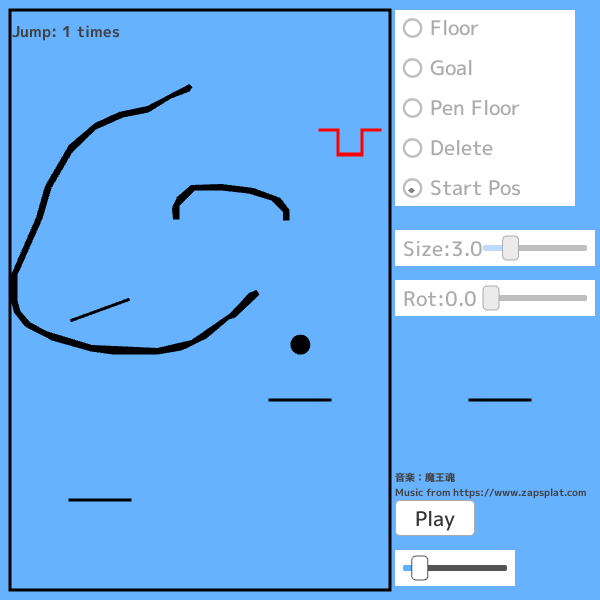 Jump: 1 times
Floor
Goal
Pen Floor
Delete
Start Pos
Size:3.0
Rot:0.0
音楽：魔王魂
Music from https://www.zapsplat.com
Play